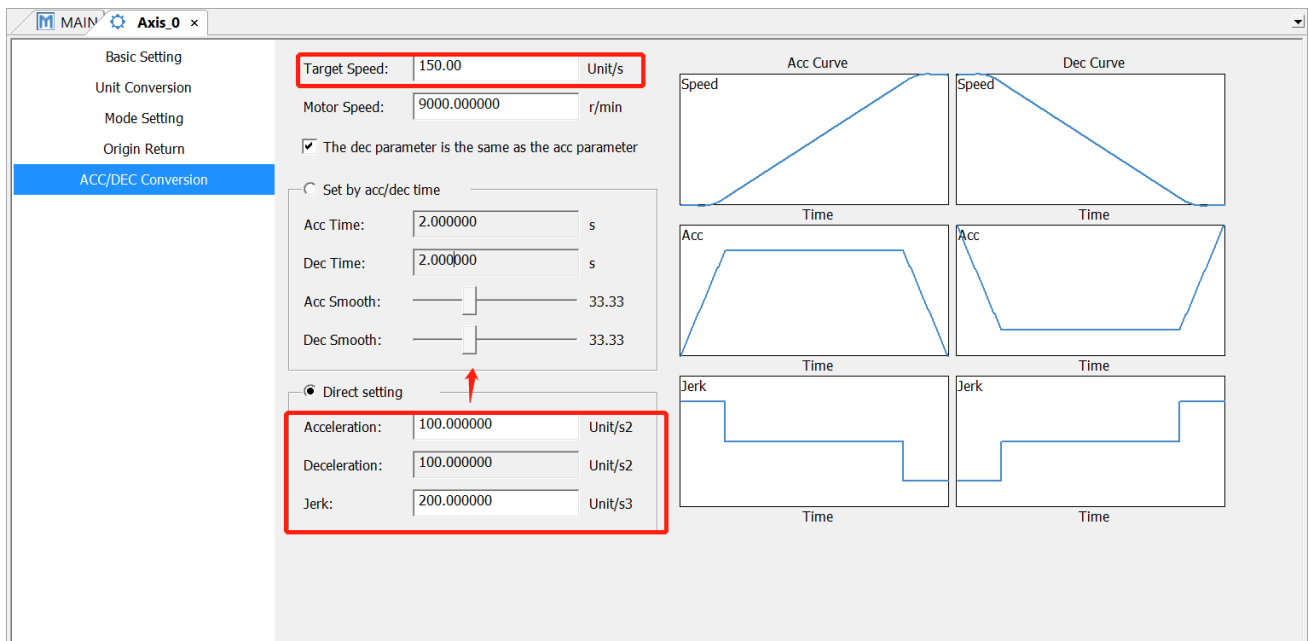 MAIN
Axis_0 ×
Basic Setting
Unit Conversion
Mode Setting
Origin Return
ACC/DEC Conversion
Target Speed: 150.00 Unit/s
Motor Speed: 9000.000000 r/min
The dec parameter is the same as the acc parameter
Set by acc/dec time
Acc Time: 2.000000 s
Dec Time: 2.000000 s
Acc Smooth: 33.33
Dec Smooth: 33.33
Direct setting
Acceleration: 100.000000 Unit/s2
Deceleration: 100.000000 Unit/s2
Jerk: 200.000000 Unit/s3
Acc Curve
Speed
Time
Acc
Time
Jerk
Time
Dec Curve
Speed
Time
Acc
Time
Jerk
Time